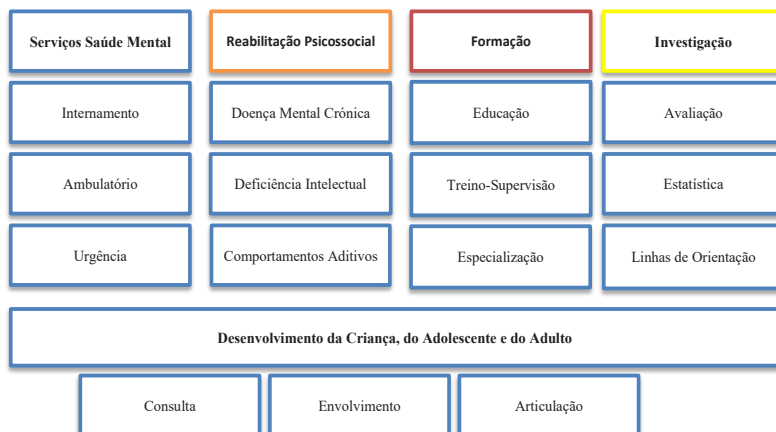 Serviços Saúde Mental
Reabilitação Psicossocial
Formação
Investigação
Internamento
Doença Mental Crónica
Educação
Avaliação
Ambulatório
Deficiência Intelectual
Treino-Supervisão
Estatística
Urgência
Comportamentos Aditivos
Especialização
Linhas de Orientação
Desenvolvimento da Criança, do Adolescente e do Adulto
Consulta
Envolvimento
Articulação